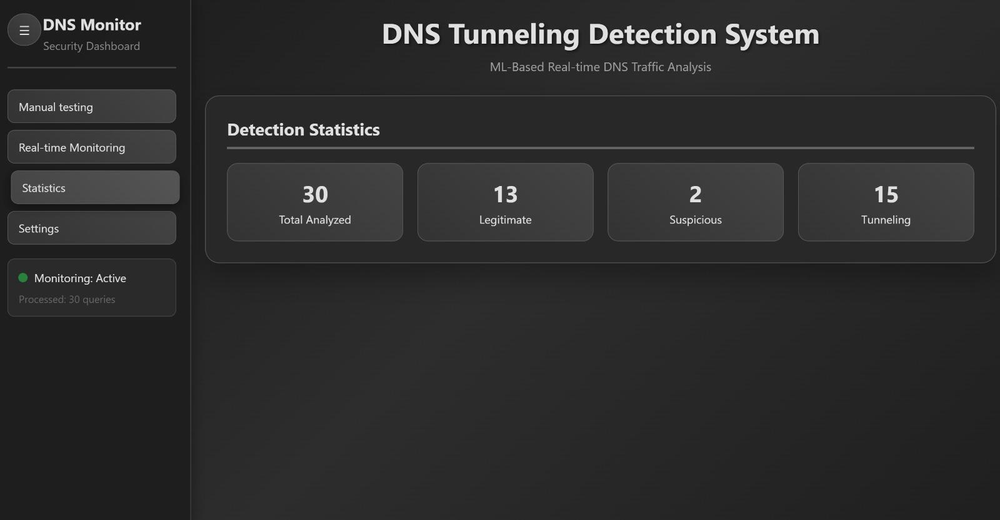 ☰
DNS Monitor
Security Dashboard
Manual testing
Real-time Monitoring
Statistics
Settings
Monitoring: Active
Processed: 30 queries
DNS Tunneling Detection System
ML-Based Real-time DNS Traffic Analysis
Detection Statistics
30
Total Analyzed
13
Legitimate
2
Suspicious
15
Tunneling